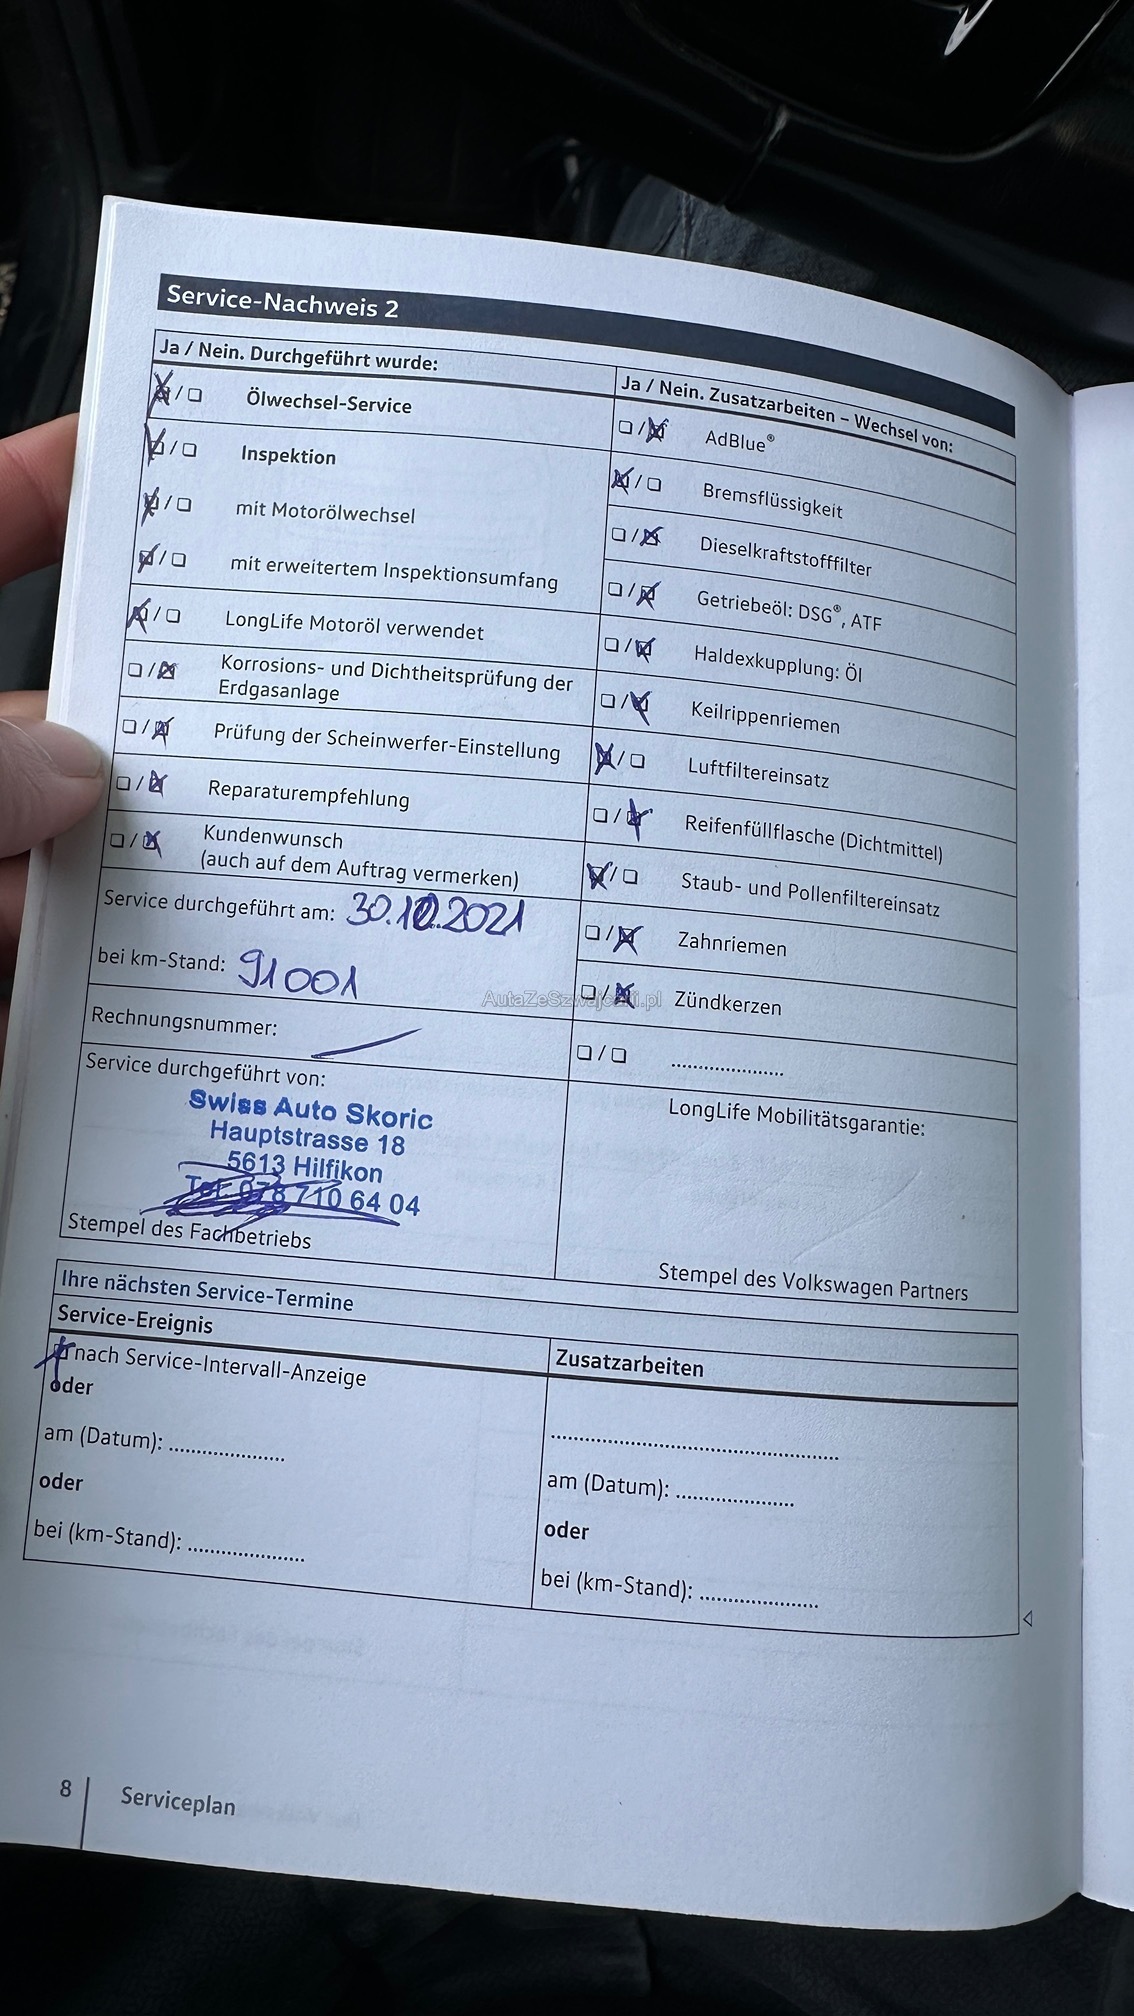 Service-Nachweis 2
Ja / Nein. Durchgeführt wurde:
Ölwechsel-Service
Inspektion
mit Motorölwechsel
mit erweitertem Inspektionsumfang
LongLife Motoröl verwendet
Korrosions- und Dichtheitsprüfung der
Erdgasanlage
Prüfung der Scheinwerfer-Einstellung
Reparaturempfehlung
Kundenwunsch
(auch auf dem Auftrag vermerken)
Service durchgeführt am: 30.10.2021
bei km-Stand: 91001
Rechnungsnummer:
Service durchgeführt von:
Swiss Auto Skoric
Hauptstrasse 18
5613 Hilfikon
Tel. 078 710 64 04
Stempel des Fachbetriebs
Ja / Nein. Zusatzarbeiten – Wechsel von:
AdBlue®
Bremsflüssigkeit
Dieselkraftstofffilter
Getriebeöl: DSG®, ATF
Haldexkupplung: Öl
Keilrippenriemen
Luftfiltereinsatz
Reifenfüllflasche (Dichtmittel)
Staub- und Pollenfiltereinsatz
Zahnriemen
Zündkerzen
AutaZeSzwajcarii.pl
LongLife Mobilitätsgarantie:
Stempel des Volkswagen Partners
Ihre nächsten Service-Termine
Service-Ereignis
nach Service-Intervall-Anzeige
oder
am (Datum): ....................
oder
bei (km-Stand): ....................
Zusatzarbeiten
am (Datum): ....................
oder
bei (km-Stand): ....................
8
Serviceplan